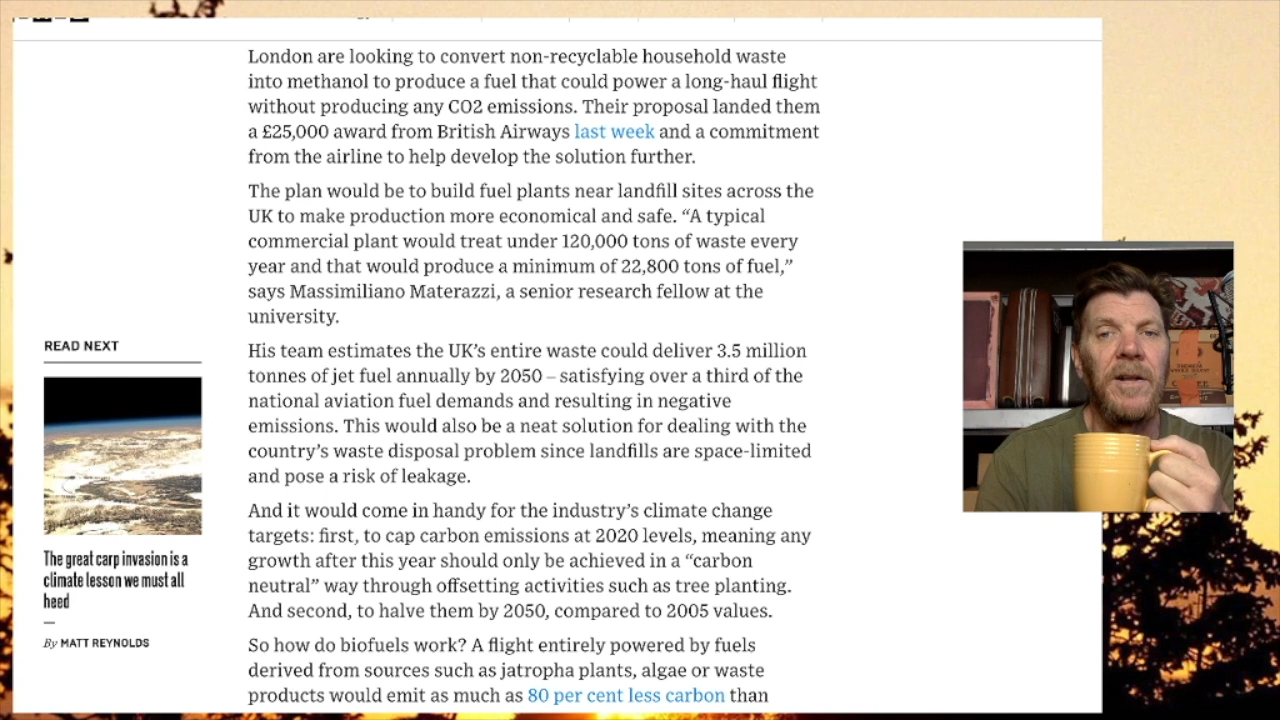 London are looking to convert non-recyclable household waste
into methanol to produce a fuel that could power a long-haul flight
without producing any CO2 emissions. Their proposal landed them
a £25,000 award from British Airways last week and a commitment
from the airline to help develop the solution further.
The plan would be to build fuel plants near landfill sites across the
UK to make production more economical and safe. “A typical
commercial plant would treat under 120,000 tons of waste every
year and that would produce a minimum of 22,800 tons of fuel,”
says Massimiliano Materazzi, a senior research fellow at the
university.
His team estimates the UK’s entire waste could deliver 3.5 million
tonnes of jet fuel annually by 2050 – satisfying over a third of the
national aviation fuel demands and resulting in negative
emissions. This would also be a neat solution for dealing with the
country’s waste disposal problem since landfills are space-limited
and pose a risk of leakage.
And it would come in handy for the industry’s climate change
targets: first, to cap carbon emissions at 2020 levels, meaning any
growth after this year should only be achieved in a “carbon
neutral” way through offsetting activities such as tree planting.
And second, to halve them by 2050, compared to 2005 values.
So how do biofuels work? A flight entirely powered by fuels
derived from sources such as jatropha plants, algae or waste
products would emit as much as 80 per cent less carbon than
READ NEXT
The great carp invasion is a
climate lesson we must all
heed
By MATT REYNOLDS